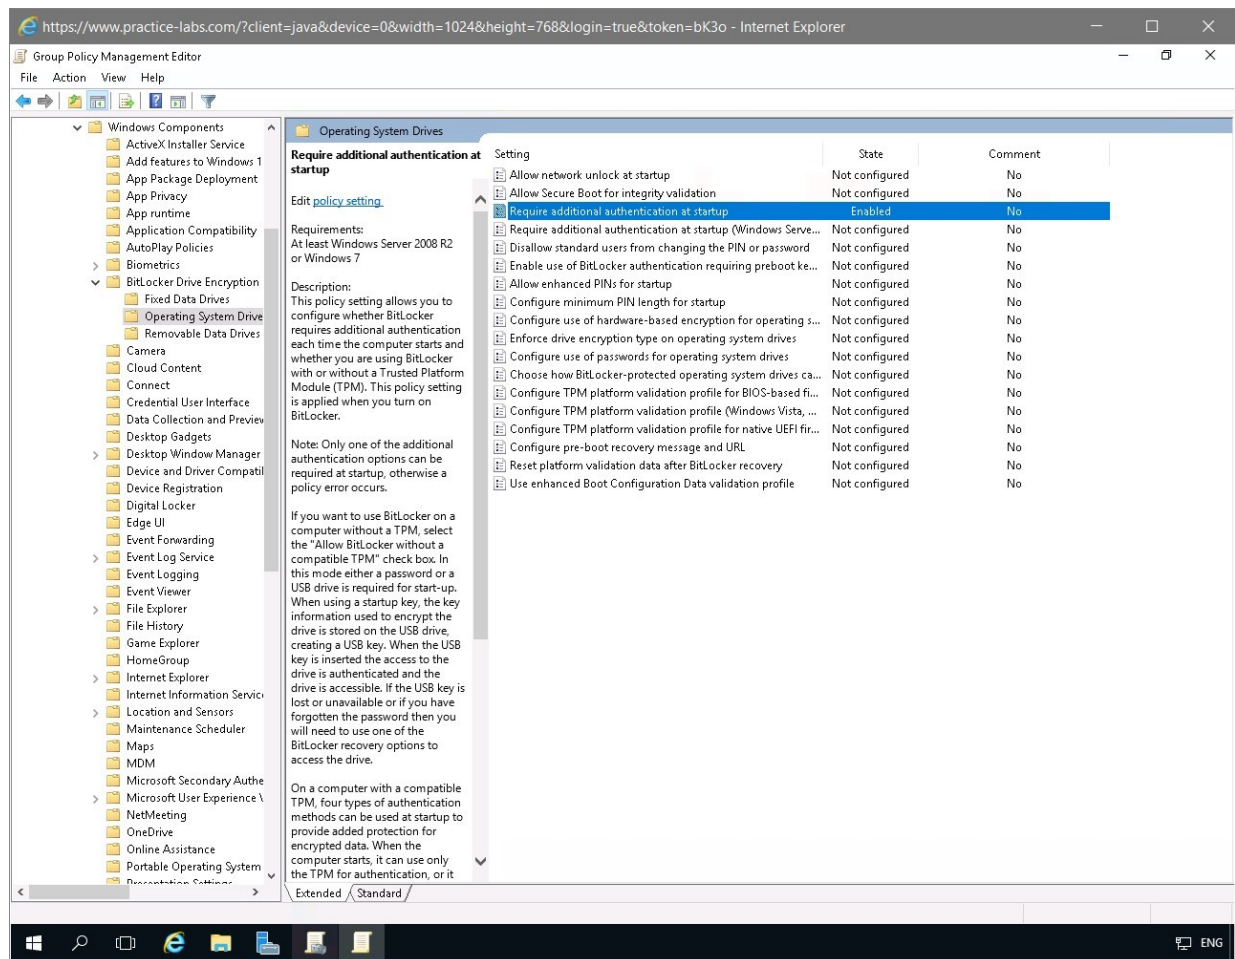 https://www.practice-labs.com/?client=java&device=0&width=1024&height=768&login=true&token=bK3o - Internet Explorer
Group Policy Management Editor
File Action View Help
Windows Components
ActiveX Installer Service
Add features to Windows 1
App Package Deployment
App Privacy
App runtime
Application Compatibility
AutoPlay Policies
Biometrics
BitLocker Drive Encryption
Fixed Data Drives
Operating System Drive
Removable Data Drives
Camera
Cloud Content
Connect
Credential User Interface
Data Collection and Preview
Desktop Gadgets
Desktop Window Manager
Device and Driver Compatil
Device Registration
Digital Locker
Edge UI
Event Forwarding
Event Log Service
Event Logging
Event Viewer
File Explorer
File History
Game Explorer
HomeGroup
Internet Explorer
Internet Information Servic
Location and Sensors
Maintenance Scheduler
Maps
MDM
Microsoft Secondary Authe
Microsoft User Experience
NetMeeting
OneDrive
Online Assistance
Portable Operating System
Operating System Drives
Require additional authentication at
startup
Edit policy setting
Requirements:
At least Windows Server 2008 R2
or Windows 7
Description:
This policy setting allows you to
configure whether BitLocker
requires additional authentication
each time the computer starts and
whether you are using BitLocker
with or without a Trusted Platform
Module (TPM). This policy setting
is applied when you turn on
BitLocker.
Note: Only one of the additional
authentication options can be
required at startup, otherwise a
policy error occurs.
If you want to use BitLocker on a
computer without a TPM, select
the "Allow BitLocker without a
compatible TPM" check box. In
this mode either a password or a
USB drive is required for start-up.
When using a startup key, the key
information used to encrypt the
drive is stored on the USB drive,
creating a USB key. When the USB
key is inserted the access to the
drive is authenticated and the
drive is accessible. If the USB key is
lost or unavailable or if you have
forgotten the password then you
will need to use one of the
BitLocker recovery options to
access the drive.
On a computer with a compatible
TPM, four types of authentication
methods can be used at startup to
provide added protection for
encrypted data. When the
computer starts, it can use only
the TPM for authentication, or it
Setting State Comment
Allow network unlock at startup Not configured No
Allow Secure Boot for integrity validation Not configured No
Require additional authentication at startup Enabled No
Require additional authentication at startup (Windows Serve... Not configured No
Disallow standard users from changing the PIN or password Not configured No
Enable use of BitLocker authentication requiring preboot ke... Not configured No
Allow enhanced PINs for startup Not configured No
Configure minimum PIN length for startup Not configured No
Configure use of hardware-based encryption for operating s... Not configured No
Enforce drive encryption type on operating system drives Not configured No
Configure use of passwords for operating system drives Not configured No
Choose how BitLocker-protected operating system drives ca... Not configured No
Configure TPM platform validation profile for BIOS-based fi... Not configured No
Configure TPM platform validation profile (Windows Vista, ... Not configured No
Configure TPM platform validation profile for native UEFI fir... Not configured No
Configure pre-boot recovery message and URL Not configured No
Reset platform validation data after BitLocker recovery Not configured No
Use enhanced Boot Configuration Data validation profile Not configured No
Extended Standard
ENG